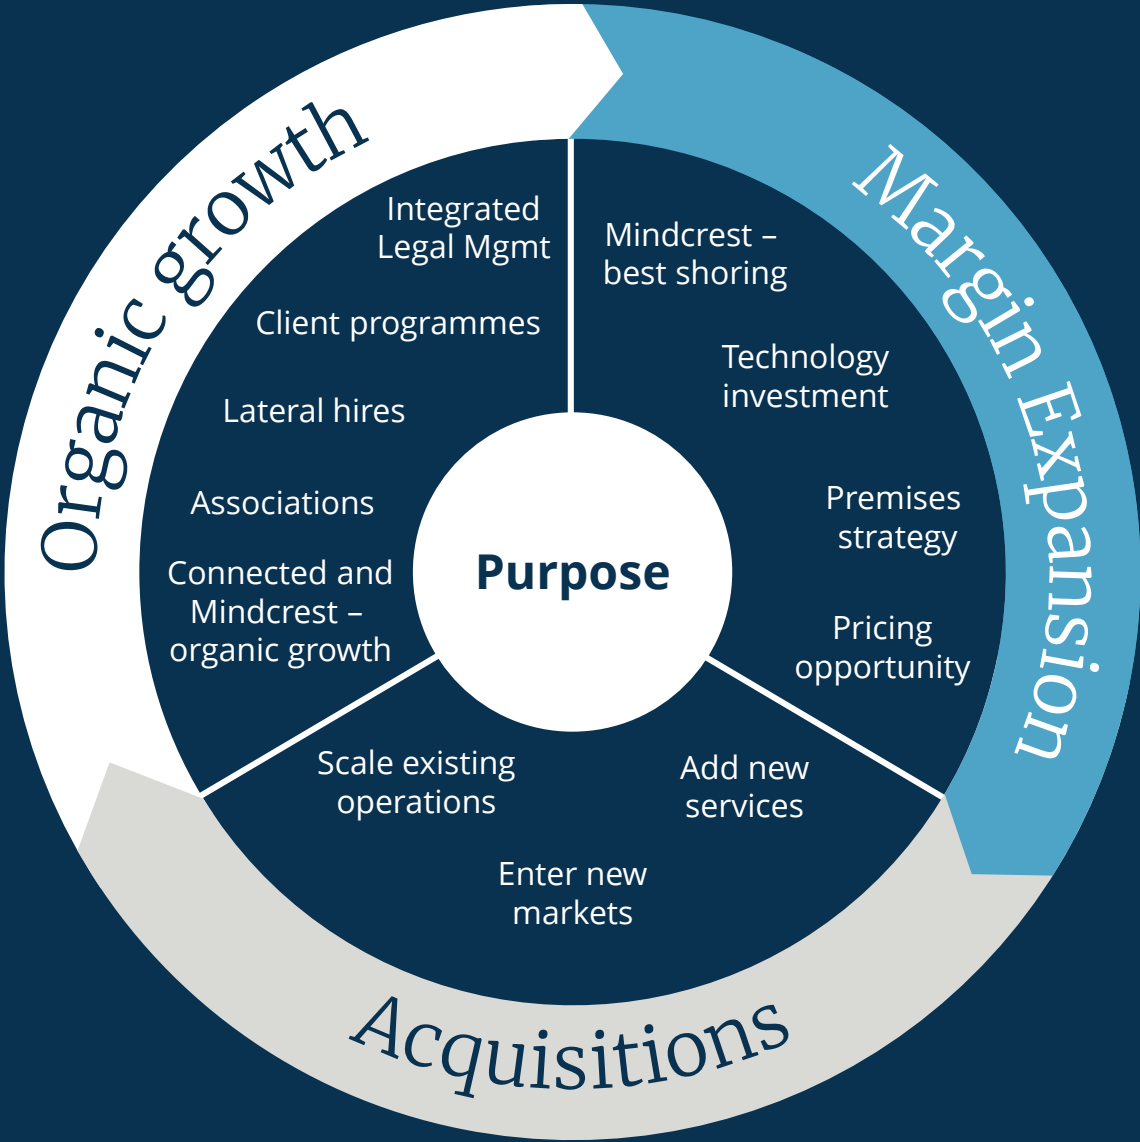 Organic growth
Integrated
Legal Mgmt
Client programmes
Lateral hires
Associations
Connected and
Mindcrest –
organic growth
Margin Expansion
Mindcrest –
best shoring
Technology
investment
Premises
strategy
Pricing
opportunity
Purpose
Scale existing
operations
Add new
services
Enter new
markets
Acquisitions